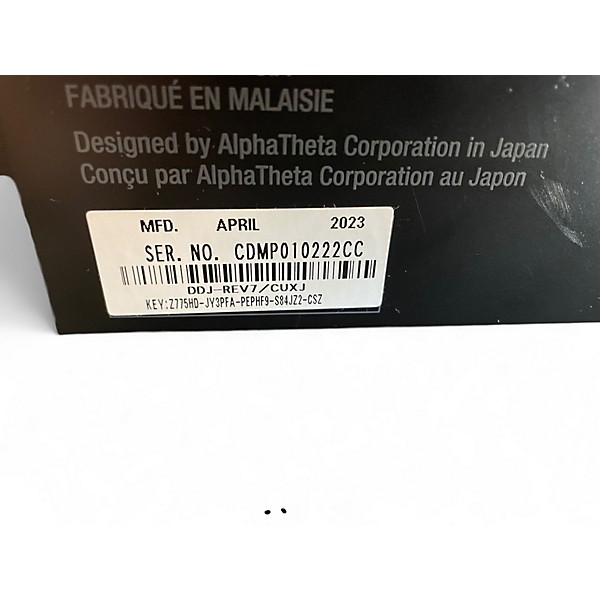 FABRIQUÉ EN MALAISIE
Designed by AlphaTheta Corporation in Japan
Conçu par AlphaTheta Corporation au Japon
MFD. APRIL 2023
SER. NO. CDMP010222CC
DDJ-REV7/CUXJ
KEY:Z775HD-JY3PFA-PEPHF9-S84JZ2-CSZ